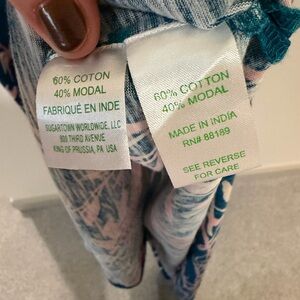 60% COTTON
40% MODAL
FABRIQUÉ EN INDE
SUGARTOWN WORLDWIDE, LLC
800 THIRD AVENUE
KING OF PRUSSIA, PA USA
60% COTTON
40% MODAL
MADE IN INDIA
RN# 88189
SEE REVERSE
FOR CARE